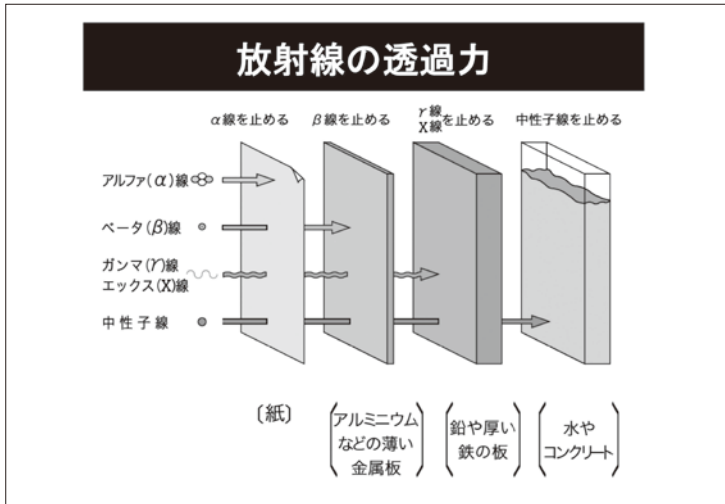 放射線の透過力
α線を止める
β線を止める
γ線
X線
を止める
中性子線を止める
アルファ(α)線
ベータ(β)線
ガンマ(γ)線
エックス(X)線
中性子線
〔紙〕
アルミニウム
などの薄い
金属板
鉛や厚い
鉄の板
水や
コンクリート